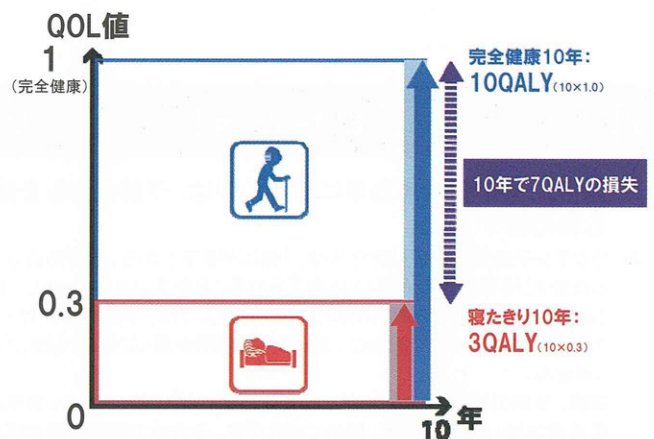 QOL値
1
(完全健康)
完全健康10年:
10QALY(10×1.0)
10年で7QALYの損失
0.3
寝たきり10年:
3QALY(10×0.3)
0
10 年